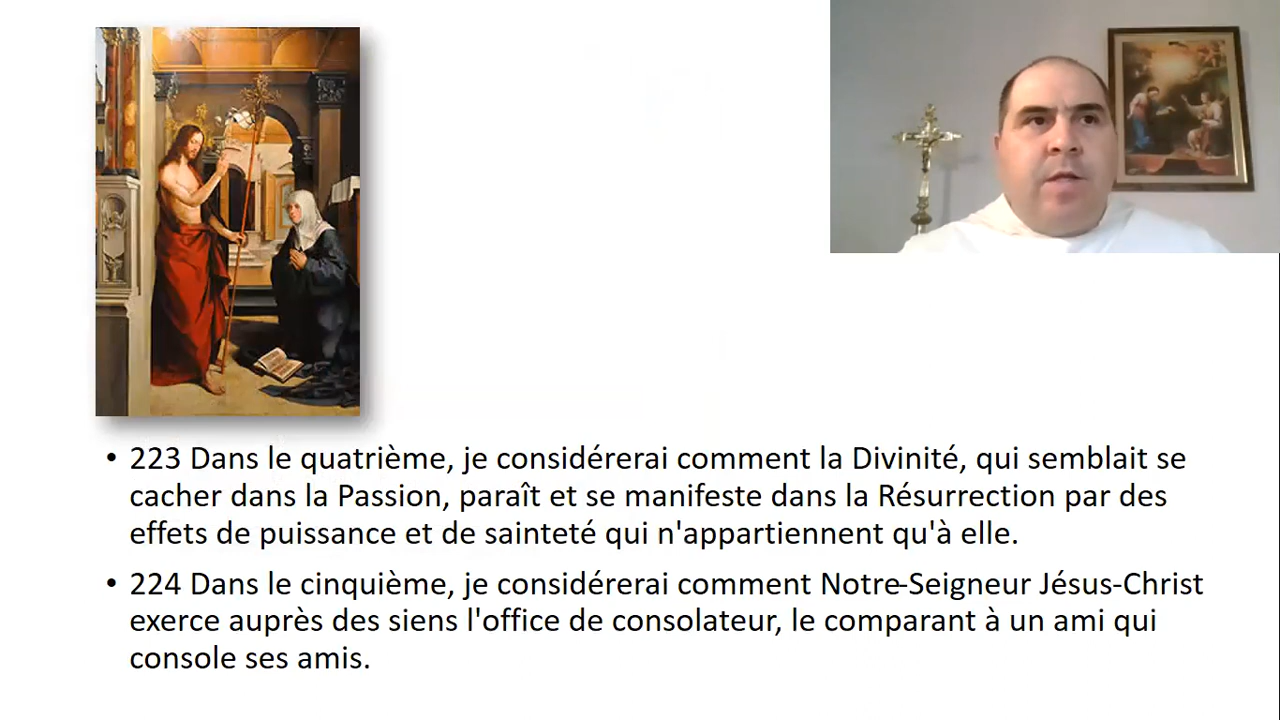 • 223 Dans le quatrième, je considérerai comment la Divinité, qui semblait se
cacher dans la Passion, paraît et se manifeste dans la Résurrection par des
effets de puissance et de sainteté qui n'appartiennent qu'à elle.
• 224 Dans le cinquième, je considérerai comment Notre-Seigneur Jésus-Christ
exerce auprès des siens l'office de consolateur, le comparant à un ami qui
console ses amis.